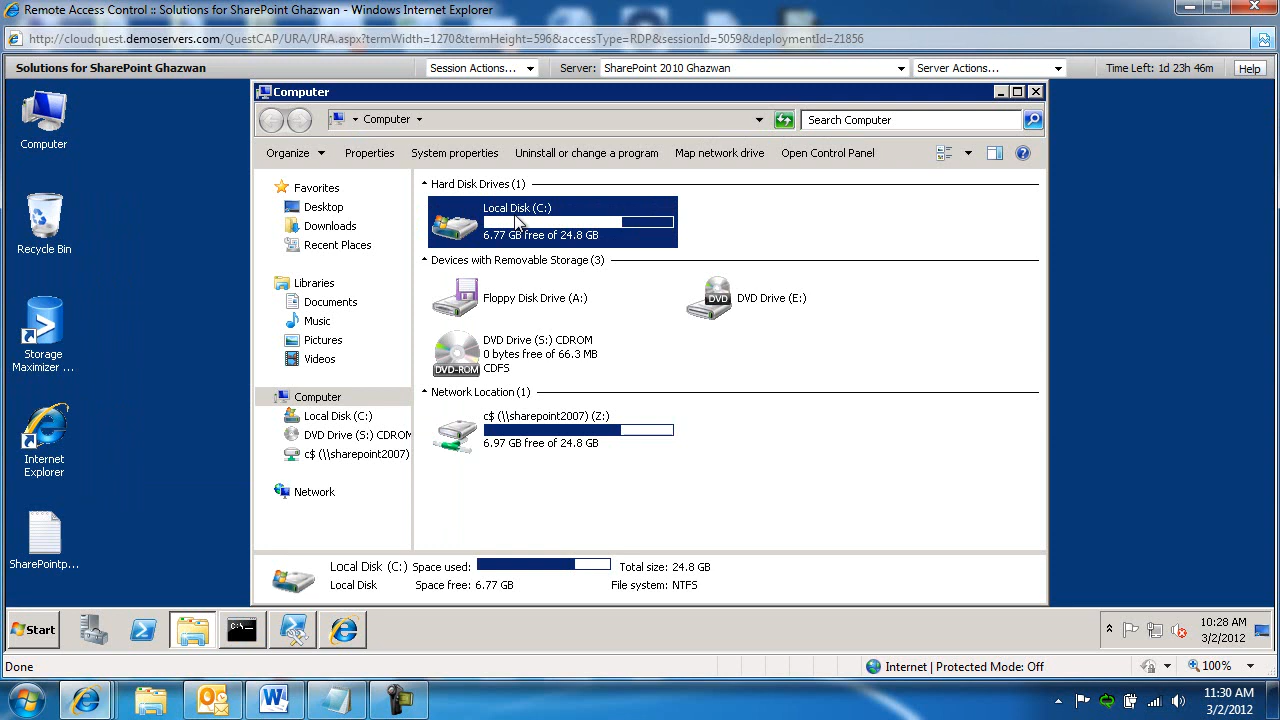 Remote Access Control :: Solutions for SharePoint Ghazwan - Windows Internet Explorer
http://cloudquest.demoservers.com/QuestCAP/URA/URA.aspx?termWidth=1270&termHeight=596&accessType=RDP&sessionId=5059&deploymentId=21856
Solutions for SharePoint Ghazwan
Session Actions...
Server: SharePoint 2010 Ghazwan
Server Actions...
Time Left: 1d 23h 46m
Help
Computer
Computer
Search Computer
Organize
Properties
System properties
Uninstall or change a program
Map network drive
Open Control Panel
Computer
Recycle Bin
Storage
Maximizer ...
Internet
Explorer
SharePointp...
Favorites
Desktop
Downloads
Recent Places
Libraries
Documents
Music
Pictures
Videos
Computer
Local Disk (C:)
DVD Drive (S:) CDROM
c$ (\\sharepoint2007)
Network
Hard Disk Drives (1)
Local Disk (C:)
6.77 GB free of 24.8 GB
Devices with Removable Storage (3)
Floppy Disk Drive (A:)
DVD
DVD Drive (E:)
DVD-ROM
DVD Drive (S:) CDROM
0 bytes free of 66.3 MB
CDFS
Network Location (1)
c$ (\\sharepoint2007) (Z:)
6.97 GB free of 24.8 GB
Local Disk (C:) Space used:
Total size: 24.8 GB
Local Disk
Space free: 6.77 GB
File system: NTFS
Start
C:\_
10:28 AM
3/2/2012
Done
Internet | Protected Mode: Off
100%
11:30 AM
3/2/2012